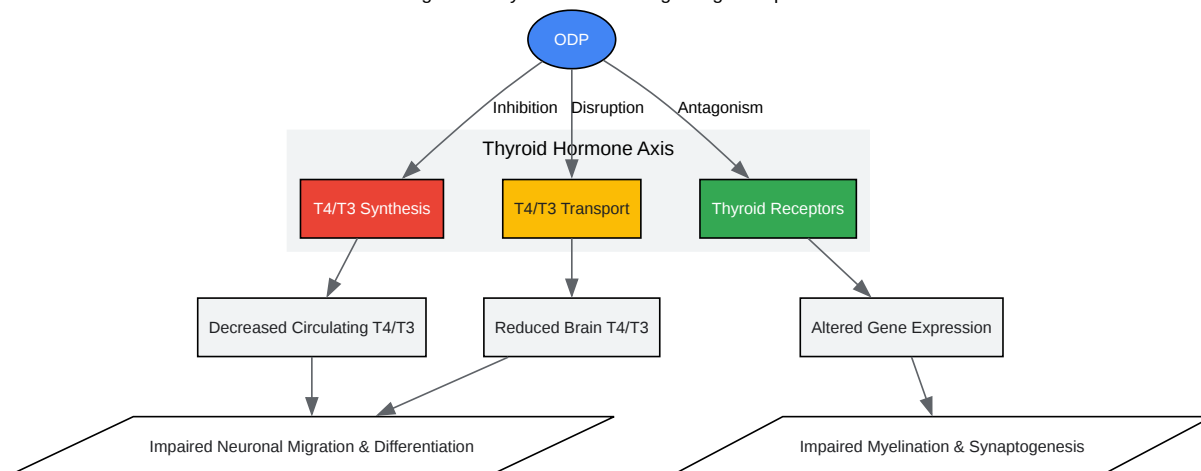 ODP
Inhibition
Disruption
Antagonism
Thyroid Hormone Axis
T4/T3 Synthesis
T4/T3 Transport
Thyroid Receptors
Decreased Circulating T4/T3
Reduced Brain T4/T3
Altered Gene Expression
Impaired Neuronal Migration & Differentiation
Impaired Myelination & Synaptogenesis